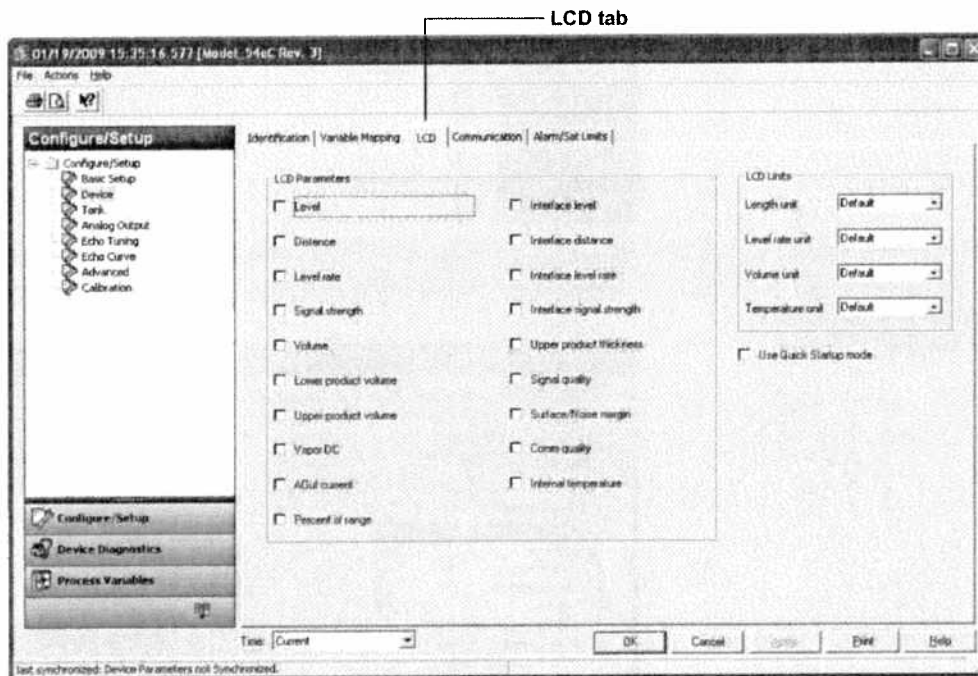 LCD tab
01/19/2009 15:35:16.577 [Model 54eC Rev. 3]
File Actions Help
Configure/Setup
Configure/Setup
Basic Setup
Device
Tank
Analog Output
Echo Tuning
Echo Curve
Advanced
Calibration
Configure/Setup
Device Diagnostics
Process Variables
Identification Variable Mapping LCD Communication Alarm/Sat Limits
LCD Parameters
Level
Distance
Level rate
Signal strength
Volume
Lower product volume
Upper product volume
Vapor DC
AOut current
Percent of range
Interface level
Interface distance
Interface level rate
Interface signal strength
Upper product thickness
Signal quality
Surface/Noise margin
Comm quality
Internal temperature
LCD Units
Length unit Default
Level rate unit Default
Volume unit Default
Temperature unit Default
Use Quick Startup mode
Time: Current
OK Cancel Apply Print Help
last synchronized: Device Parameters not Synchronized.